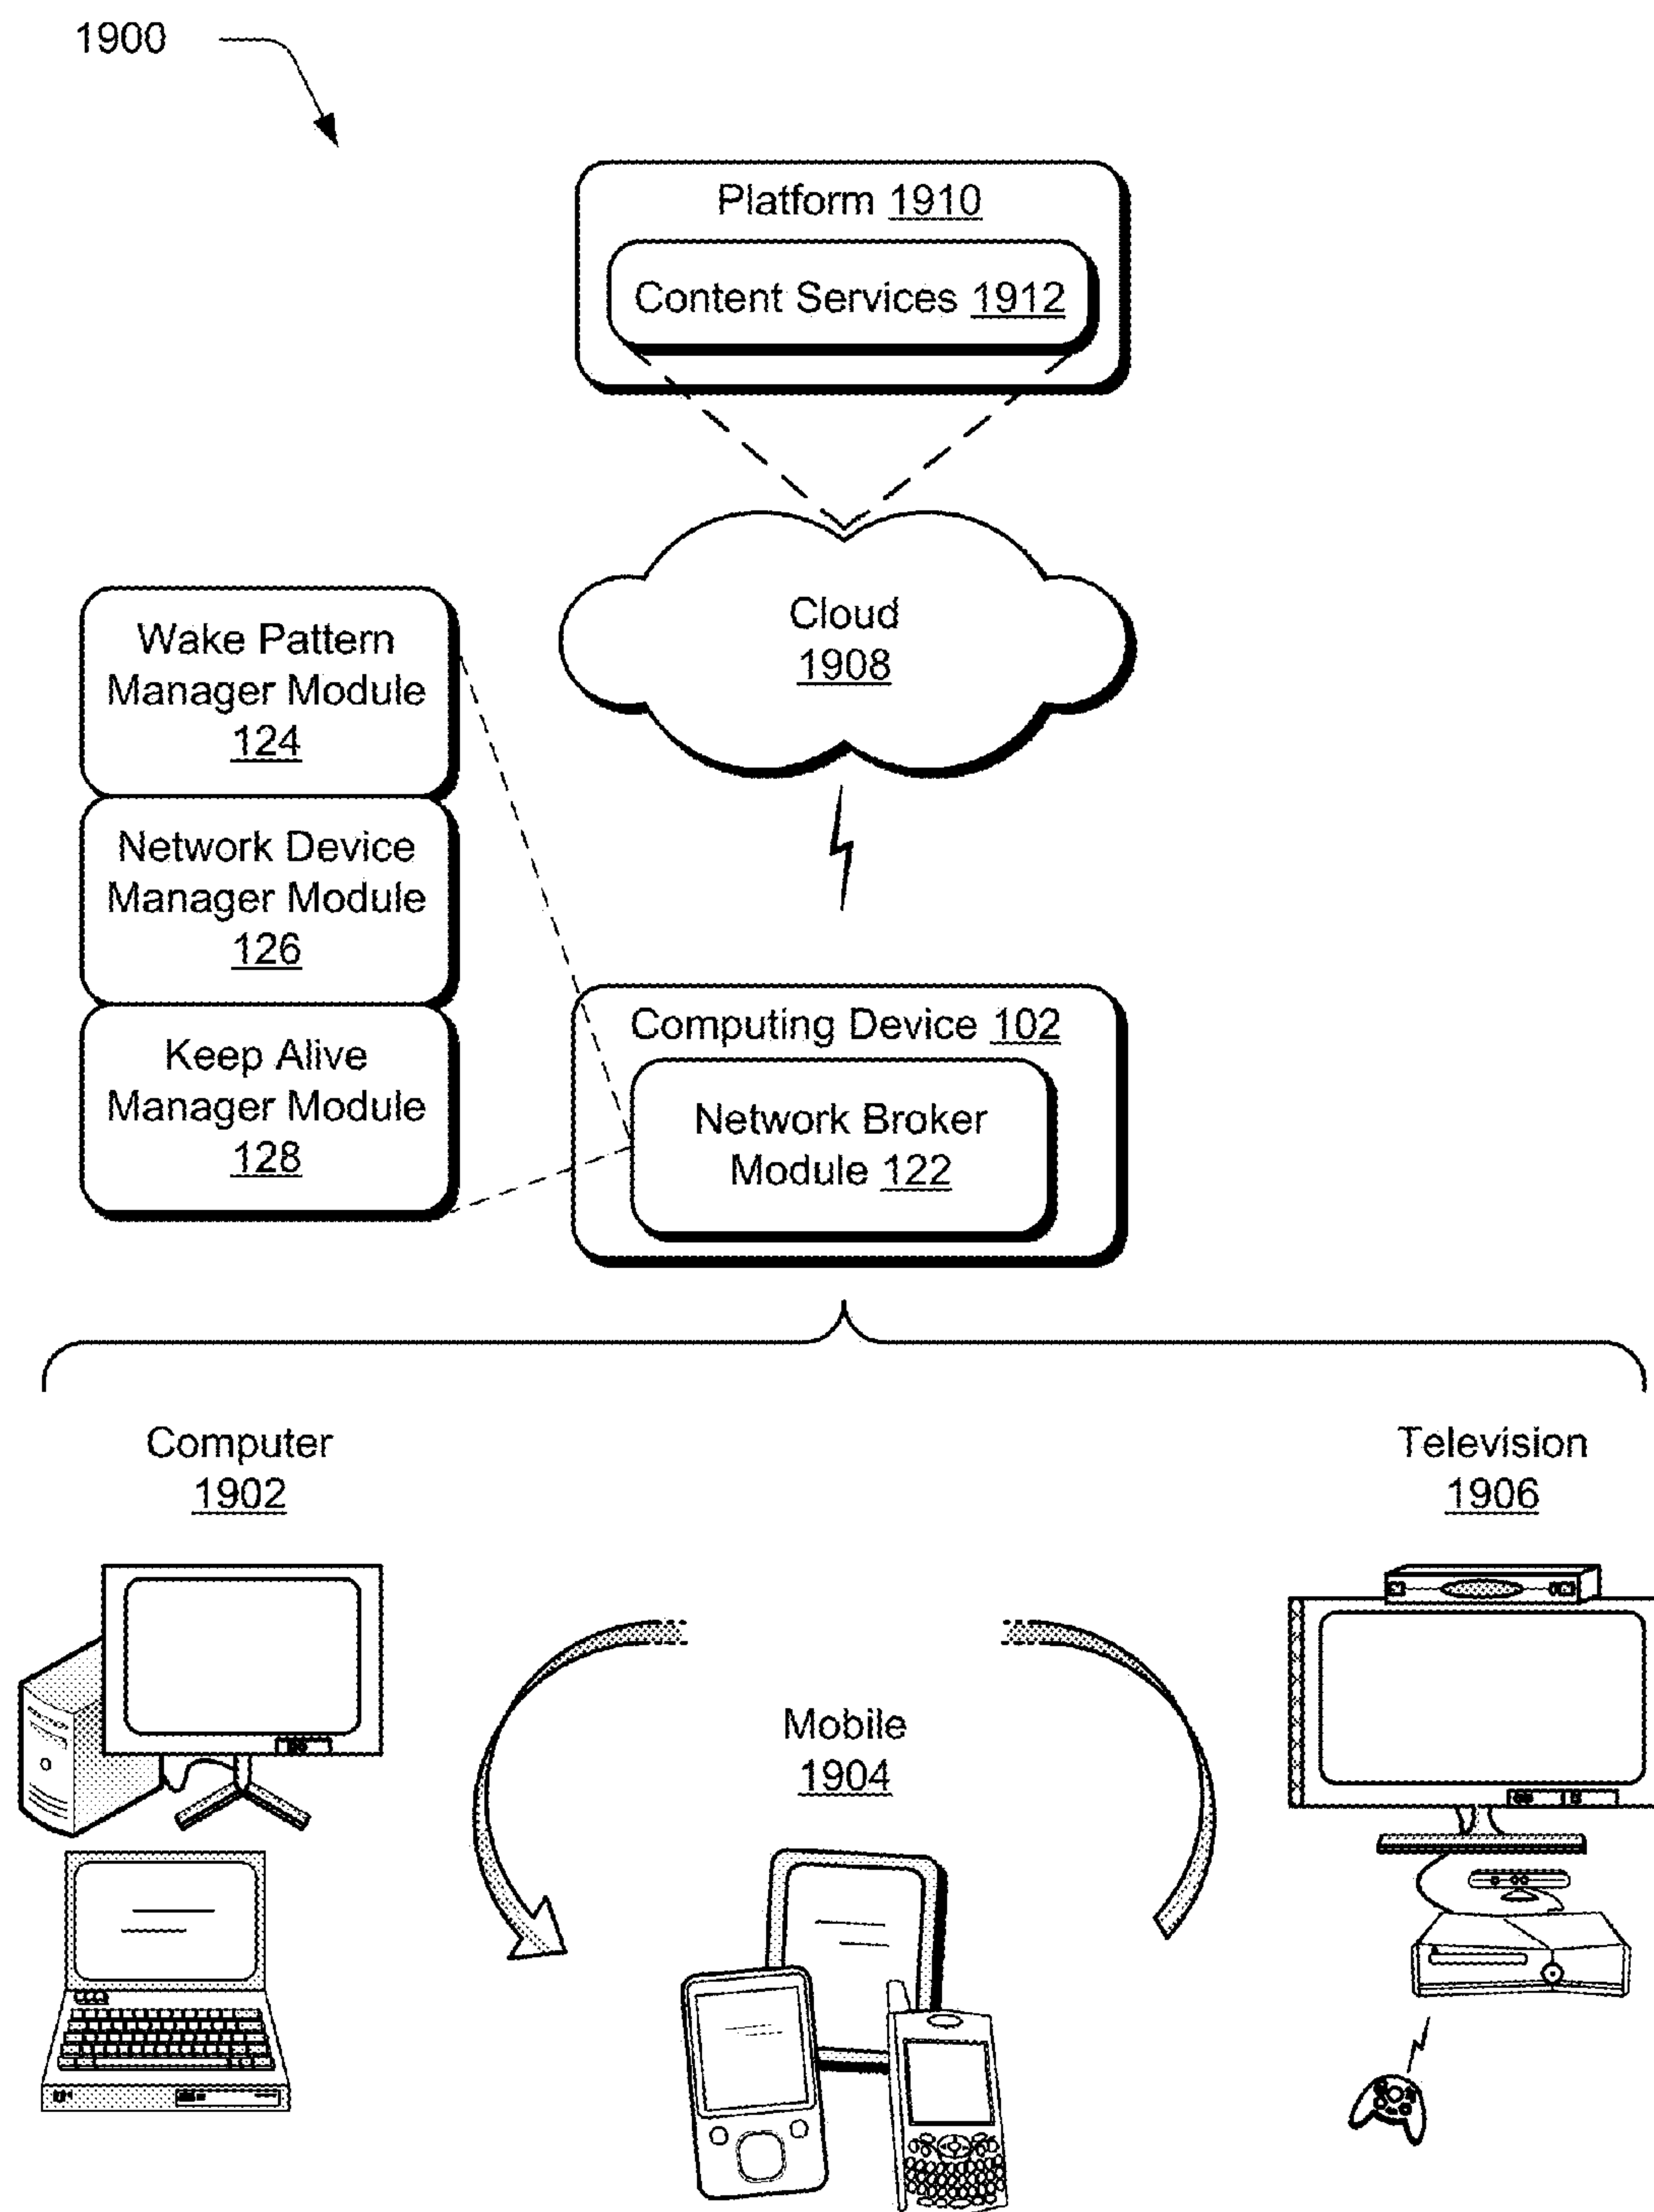 1900
Platform 1910
Content Services 1912
Cloud
1908
Wake Pattern
Manager Module
124
Network Device
Manager Module
126
Keep Alive
Manager Module
128
Computing Device 102
Network Broker
Module 122
Computer
1902
Television
1906
Mobile
1904